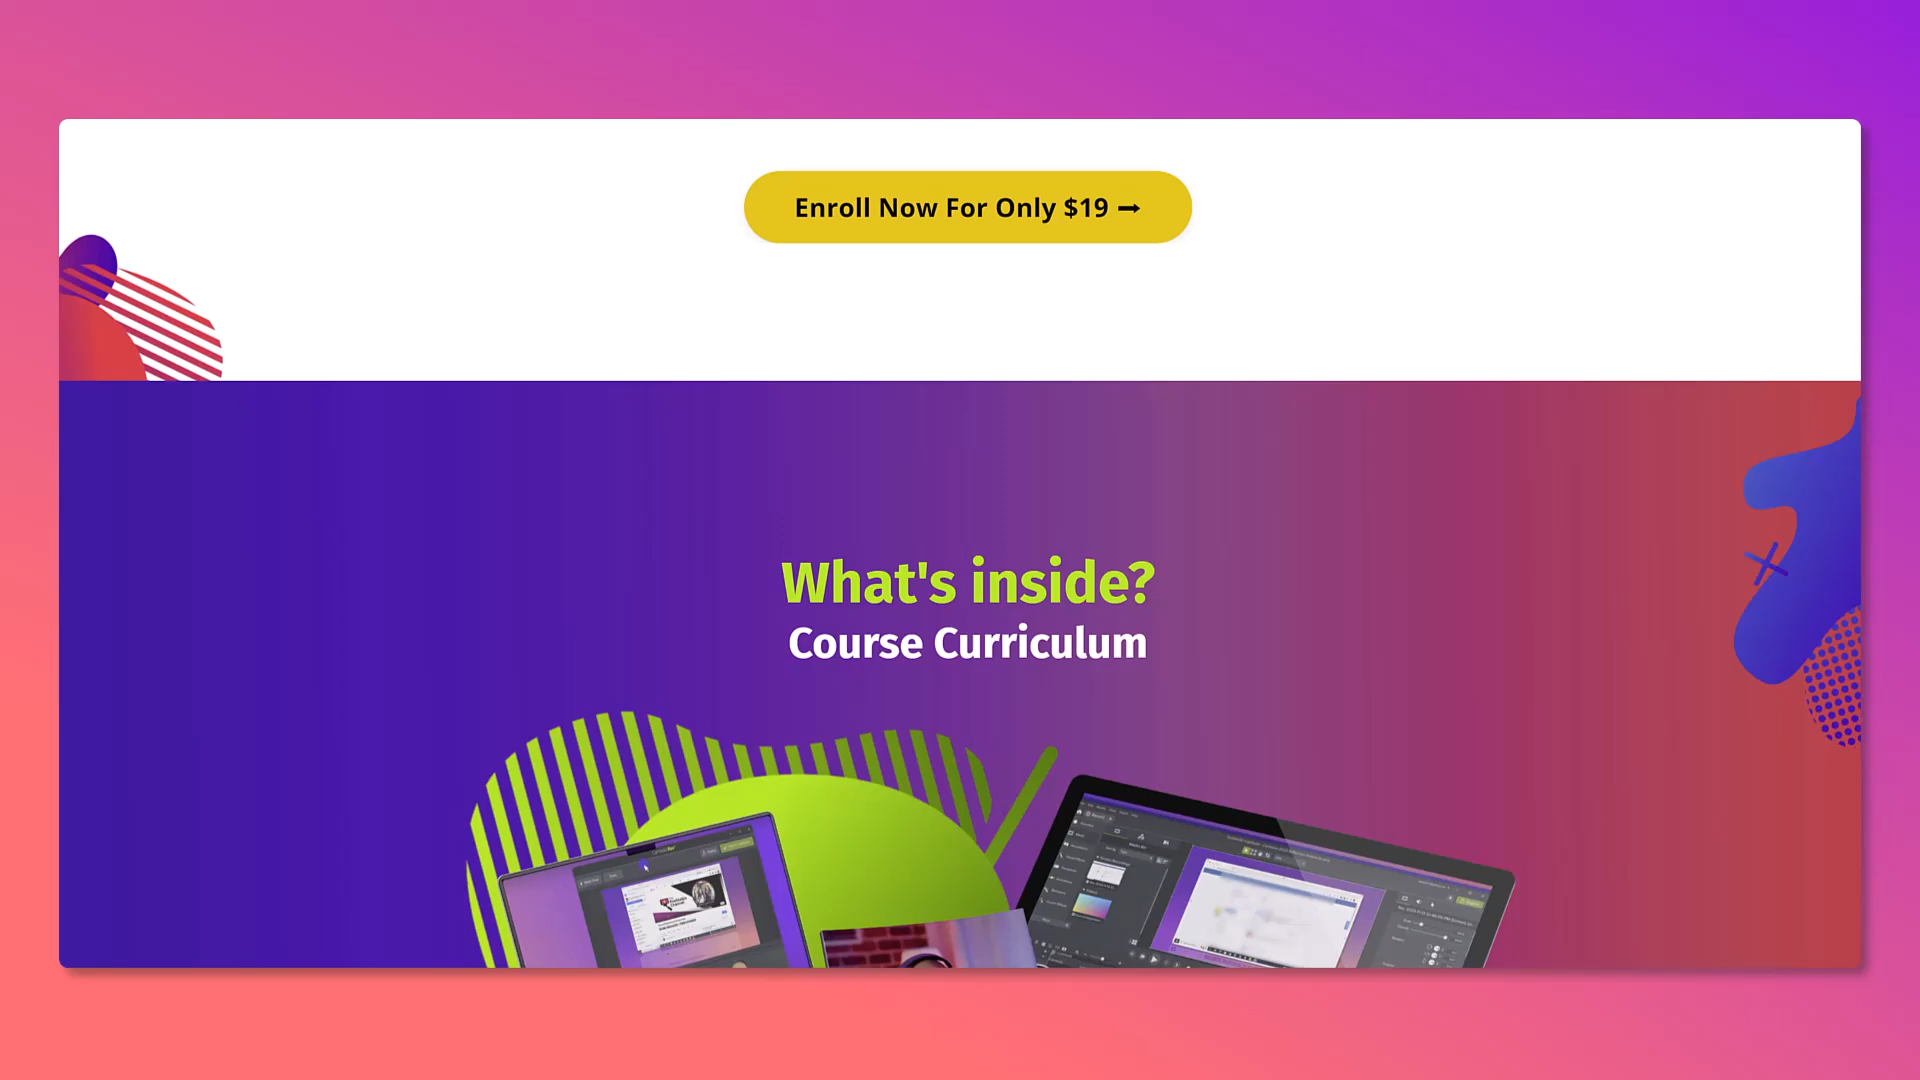 Enroll Now For Only $19 →
What's inside?
Course Curriculum